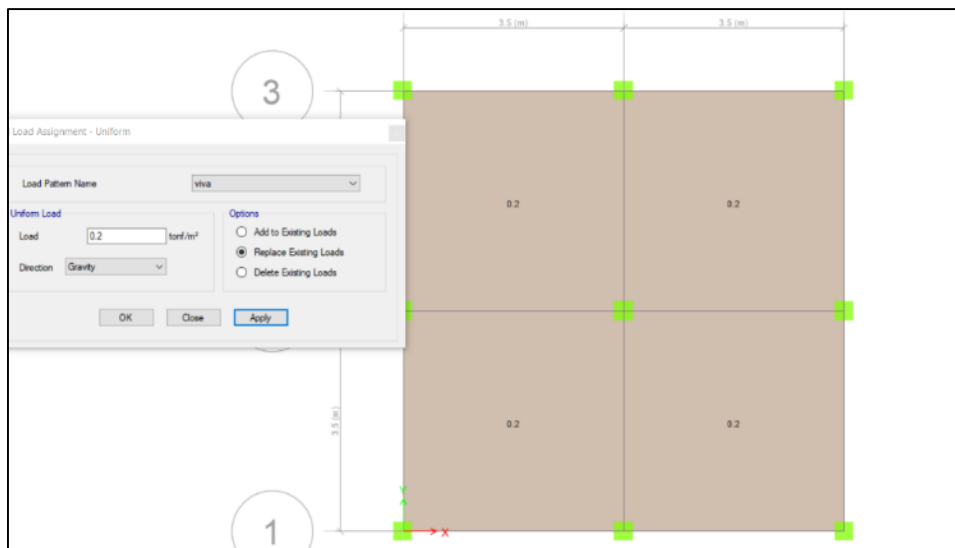 3.5 (m) 3.5 (m)
3
Load Assignment - Uniform
Load Pattern Name viva
Uniform Load
Load 0.2 tonf/m²
Direction Gravity
Options
Add to Existing Loads
Replace Existing Loads
Delete Existing Loads
OK Close Apply
0.2 0.2
0.2 0.2
3.5 (m)
Y
X
1